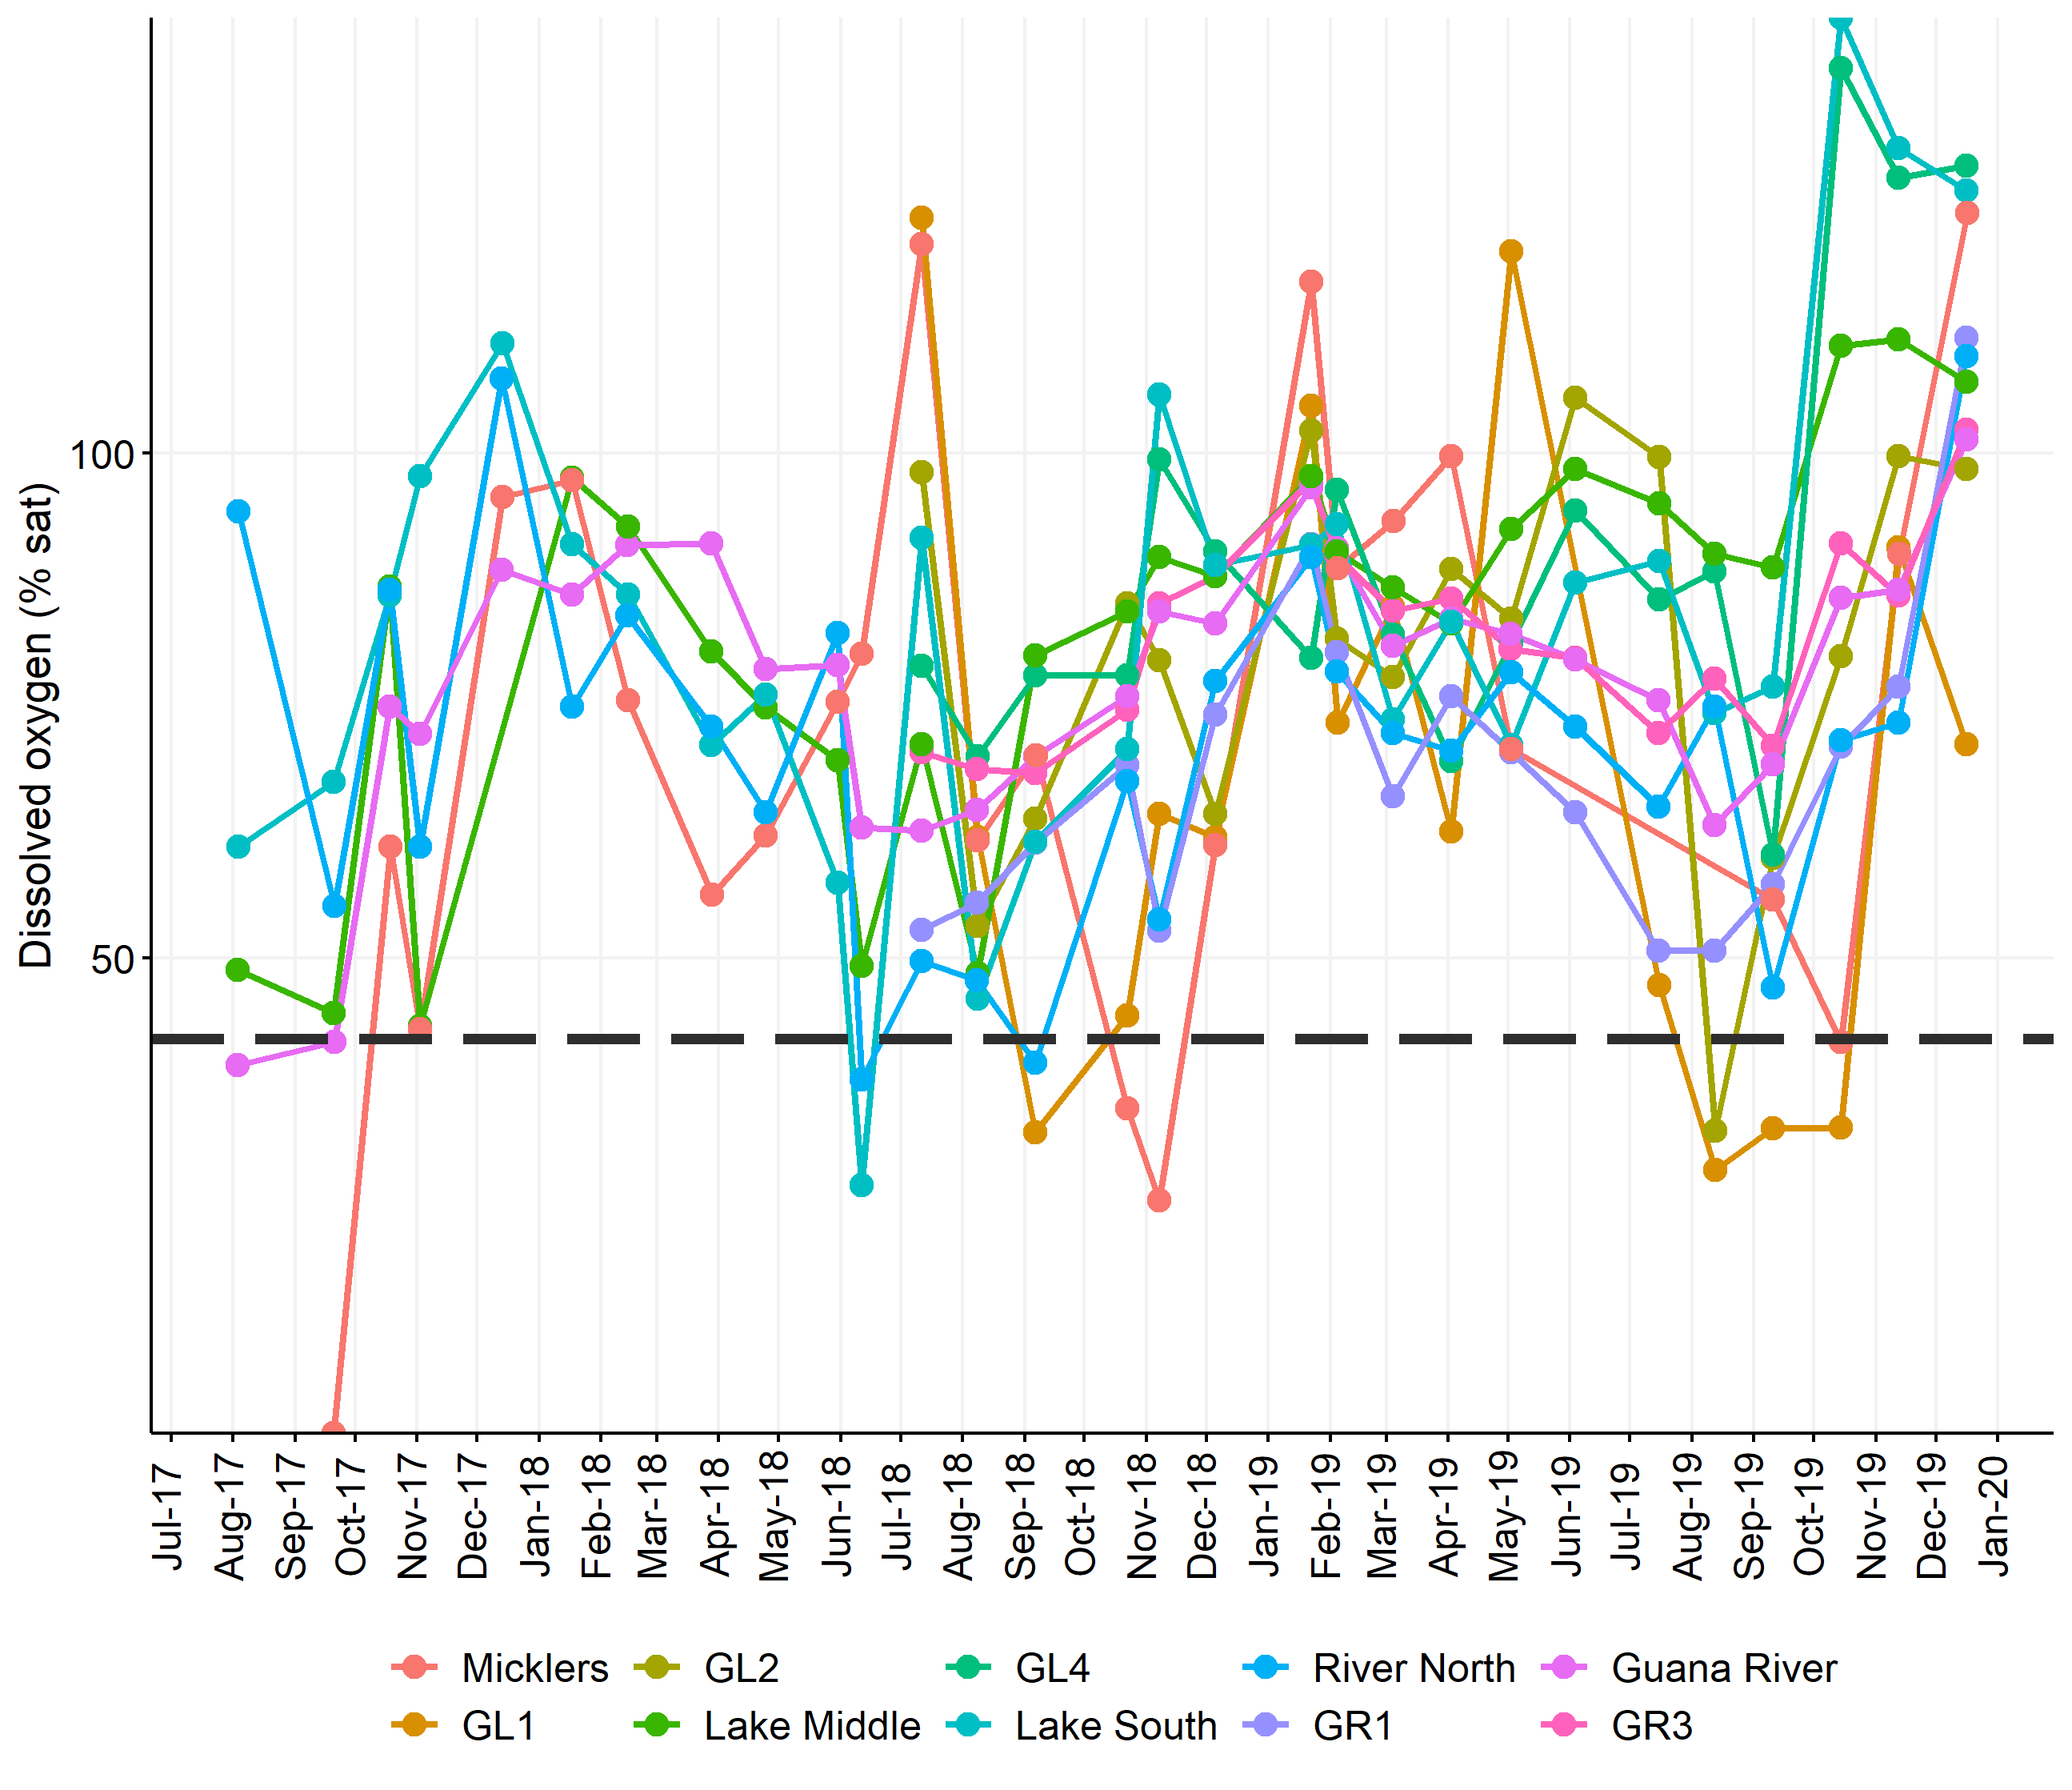 Dissolved oxygen (% sat)
100
50
Jul-17
Aug-17
Sep-17
Oct-17
Nov-17
Dec-17
Jan-18
Feb-18
Mar-18
Apr-18
May-18
Jun-18
Jul-18
Aug-18
Sep-18
Oct-18
Nov-18
Dec-18
Jan-19
Feb-19
Mar-19
Apr-19
May-19
Jun-19
Jul-19
Aug-19
Sep-19
Oct-19
Nov-19
Dec-19
Jan-20
Micklers GL2 GL4 River North Guana River
GL1 Lake Middle Lake South GR1 GR3